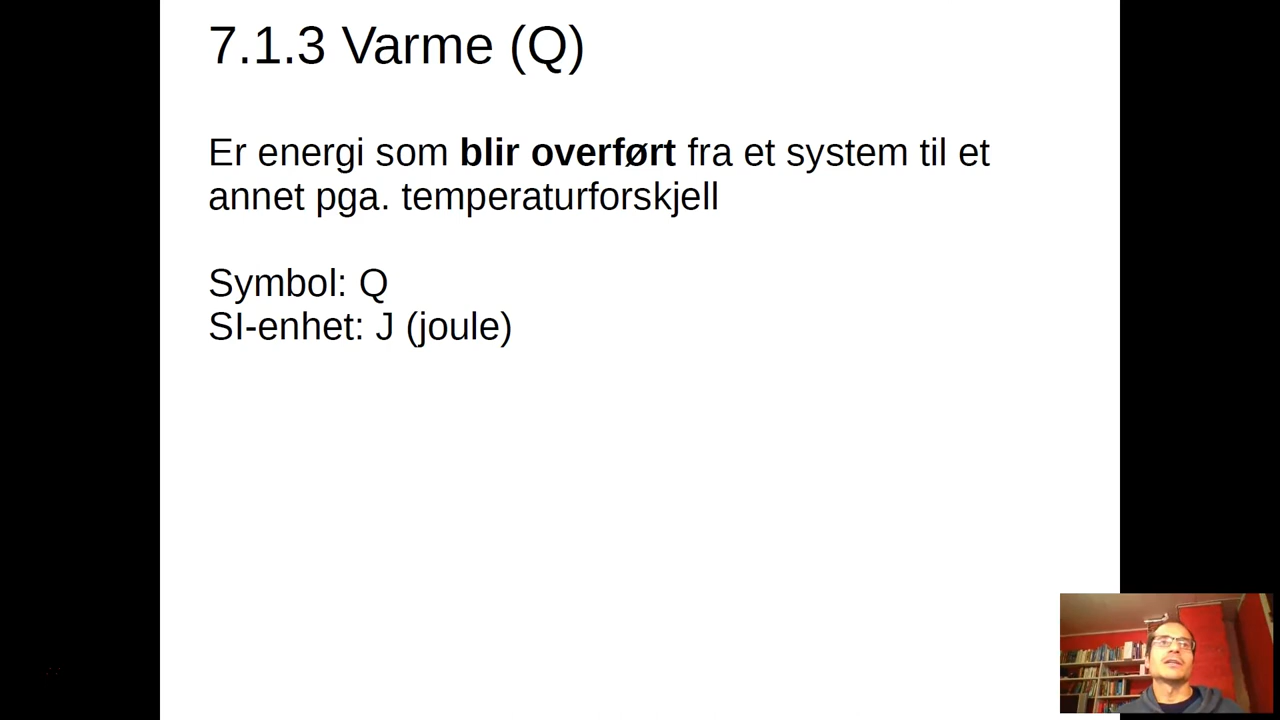 7.1.3 Varme (Q)
Er energi som blir overført fra et system til et
annet pga. temperaturforskjell
Symbol: Q
SI-enhet: J (joule)